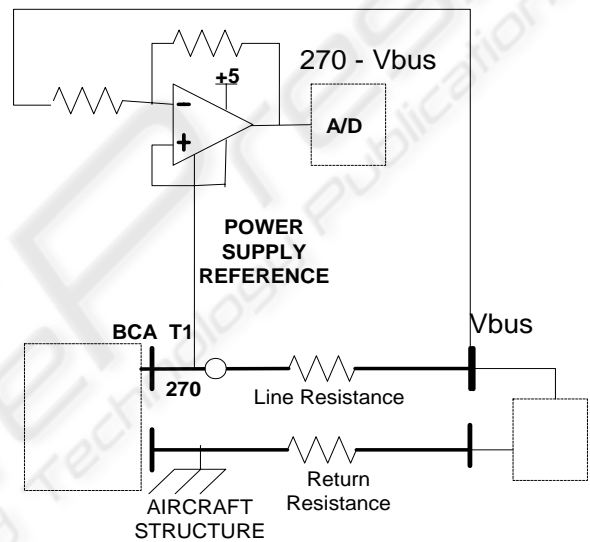 270 - Vbus
+5
A/D
POWER
SUPPLY
REFERENCE
BCA T1
Vbus
270
Line Resistance
Return
Resistance
AIRCRAFT
STRUCTURE